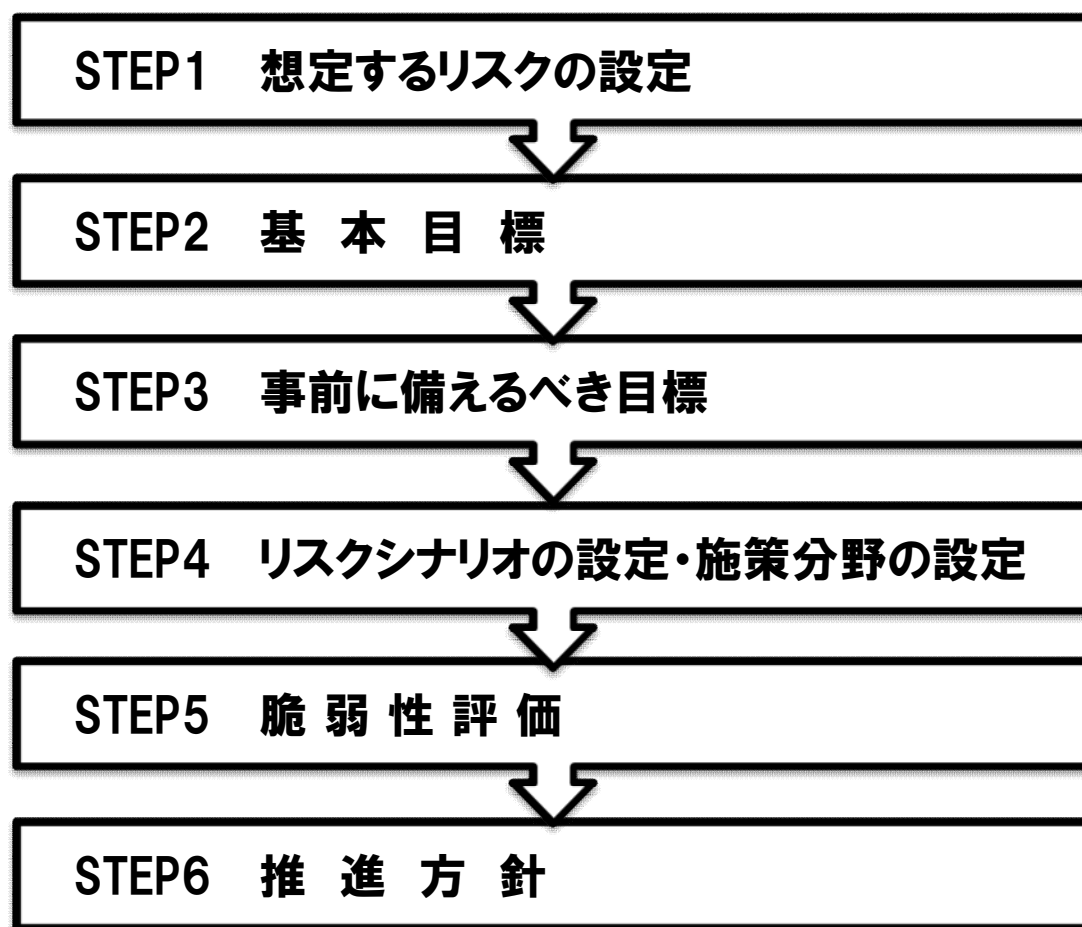 STEP1 想定するリスクの設定
STEP2 基本目標
STEP3 事前に備えるべき目標
STEP4 リスクシナリオの設定・施策分野の設定
STEP5 脆弱性評価
STEP6 推進方針